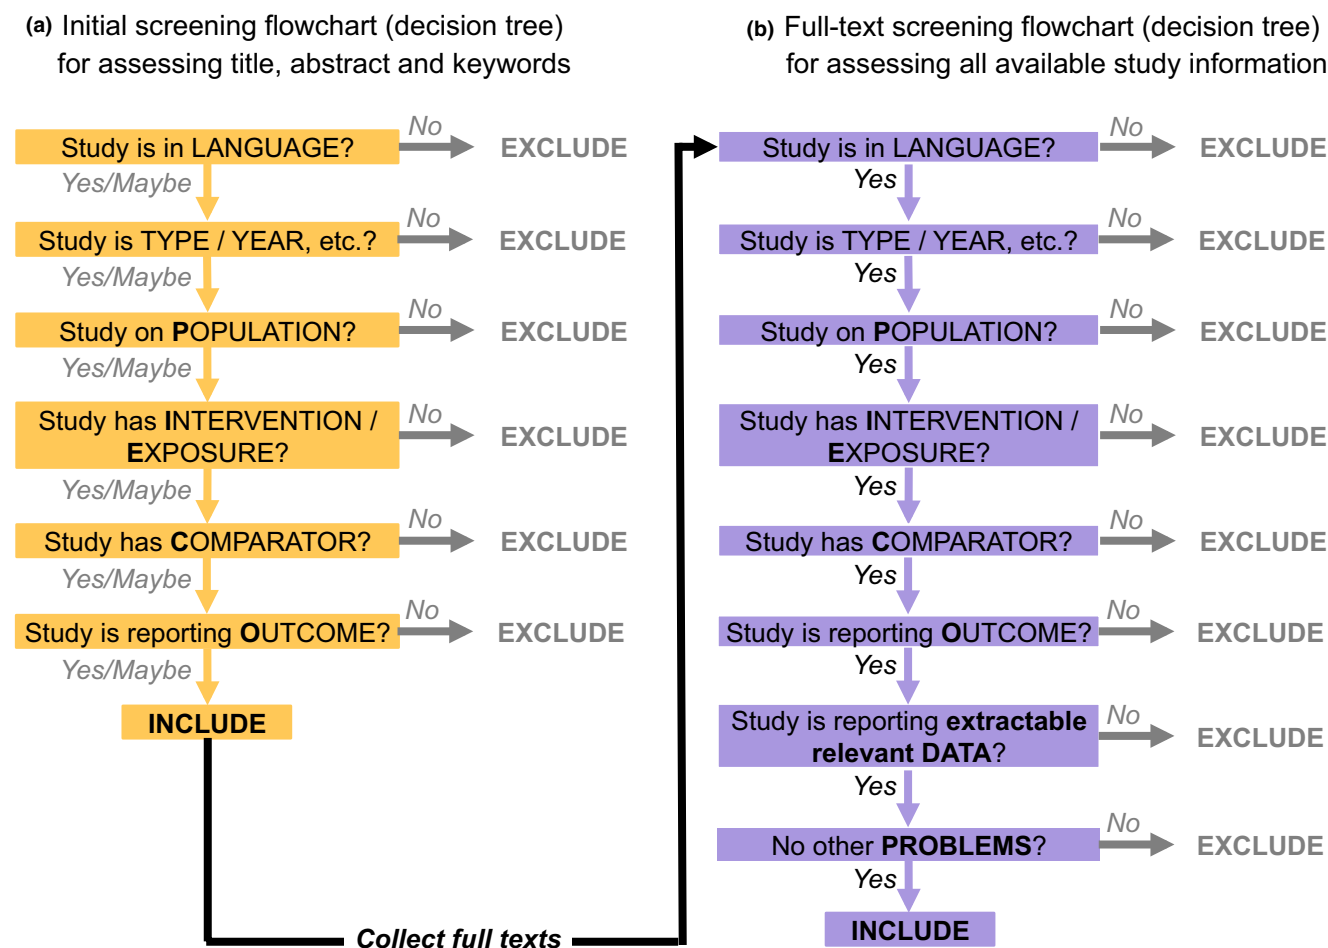 (a) Initial screening flowchart (decision tree)
for assessing title, abstract and keywords
Study is in LANGUAGE?
No
EXCLUDE
Yes/Maybe
Study is TYPE / YEAR, etc.?
No
EXCLUDE
Yes/Maybe
Study on POPULATION?
No
EXCLUDE
Yes/Maybe
Study has INTERVENTION /
EXPOSURE?
No
EXCLUDE
Yes/Maybe
Study has COMPARATOR?
No
EXCLUDE
Yes/Maybe
Study is reporting OUTCOME?
No
EXCLUDE
Yes/Maybe
INCLUDE
Collect full texts
(b) Full-text screening flowchart (decision tree)
for assessing all available study information
Study is in LANGUAGE?
No
EXCLUDE
Yes
Study is TYPE / YEAR, etc.?
No
EXCLUDE
Yes
Study on POPULATION?
No
EXCLUDE
Yes
Study has INTERVENTION /
EXPOSURE?
No
EXCLUDE
Yes
Study has COMPARATOR?
No
EXCLUDE
Yes
Study is reporting OUTCOME?
No
EXCLUDE
Yes
Study is reporting extractable
relevant DATA?
No
EXCLUDE
Yes
No other PROBLEMS?
No
EXCLUDE
Yes
INCLUDE